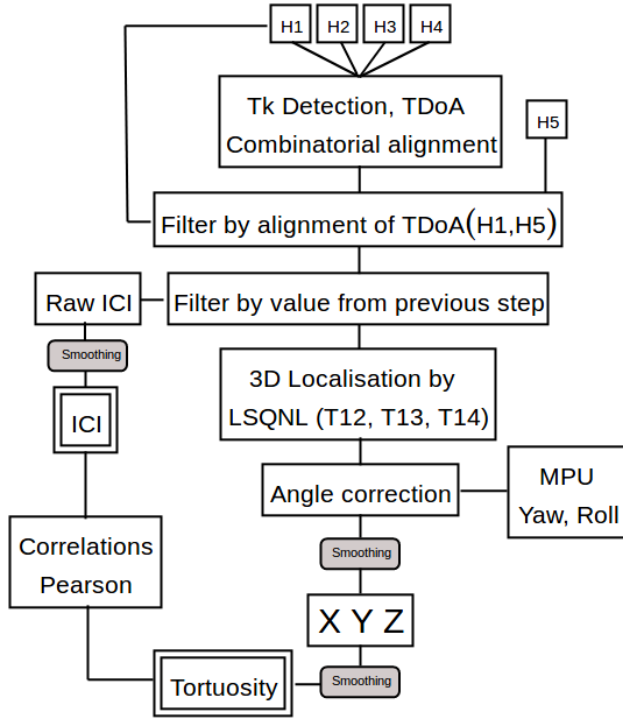 H1
H2
H3
H4
Tk Detection, TDoA
Combinatorial alignment
H5
Filter by alignment of TDoA(H1,H5)
Raw ICI
Filter by value from previous step
Smoothing
3D Localisation by
LSQNL (T12, T13, T14)
ICI
Angle correction
MPU
Yaw, Roll
Correlations
Pearson
Smoothing
X Y Z
Tortuosity
Smoothing